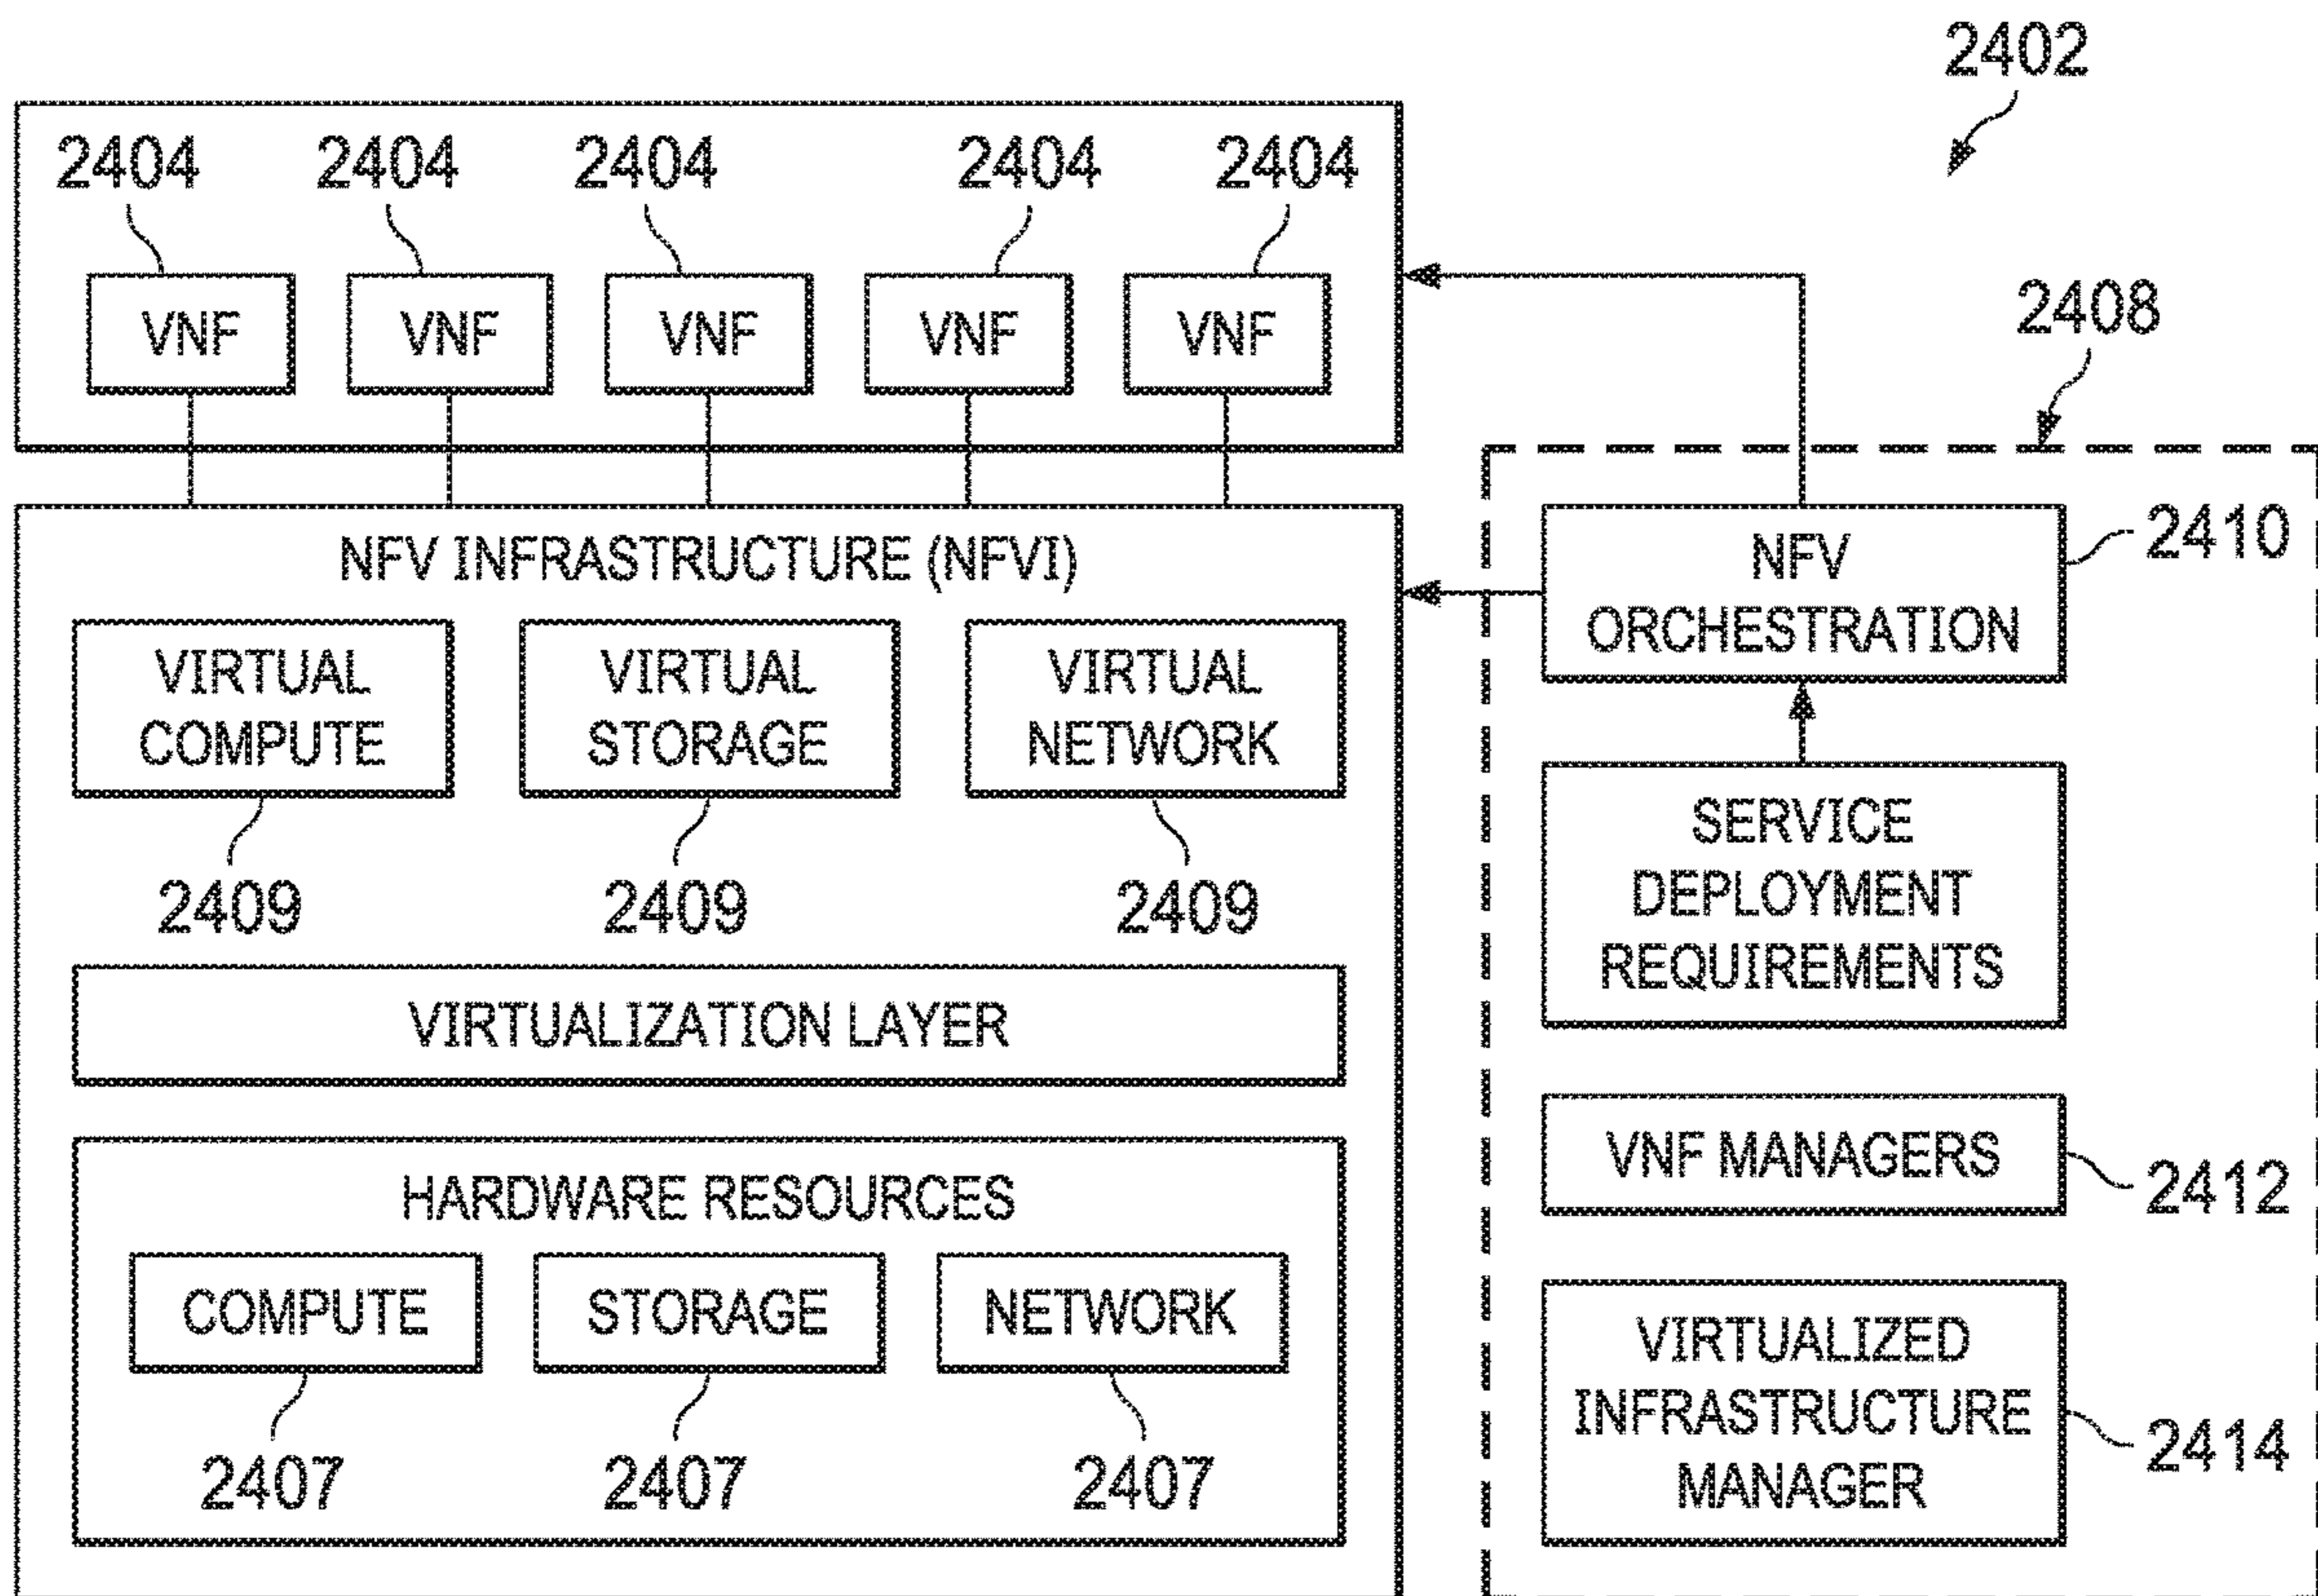 2402
2404 2404 2404 2404 2404
VNF VNF VNF VNF VNF
2408
NFV INFRASTRUCTURE (NFVI)
VIRTUAL
COMPUTE
VIRTUAL
STORAGE
VIRTUAL
NETWORK
2409 2409 2409
VIRTUALIZATION LAYER
HARDWARE RESOURCES
COMPUTE STORAGE NETWORK
2407 2407 2407
NFV
ORCHESTRATION
2410
SERVICE
DEPLOYMENT
REQUIREMENTS
VNF MANAGERS
2412
VIRTUALIZED
INFRASTRUCTURE
MANAGER
2414